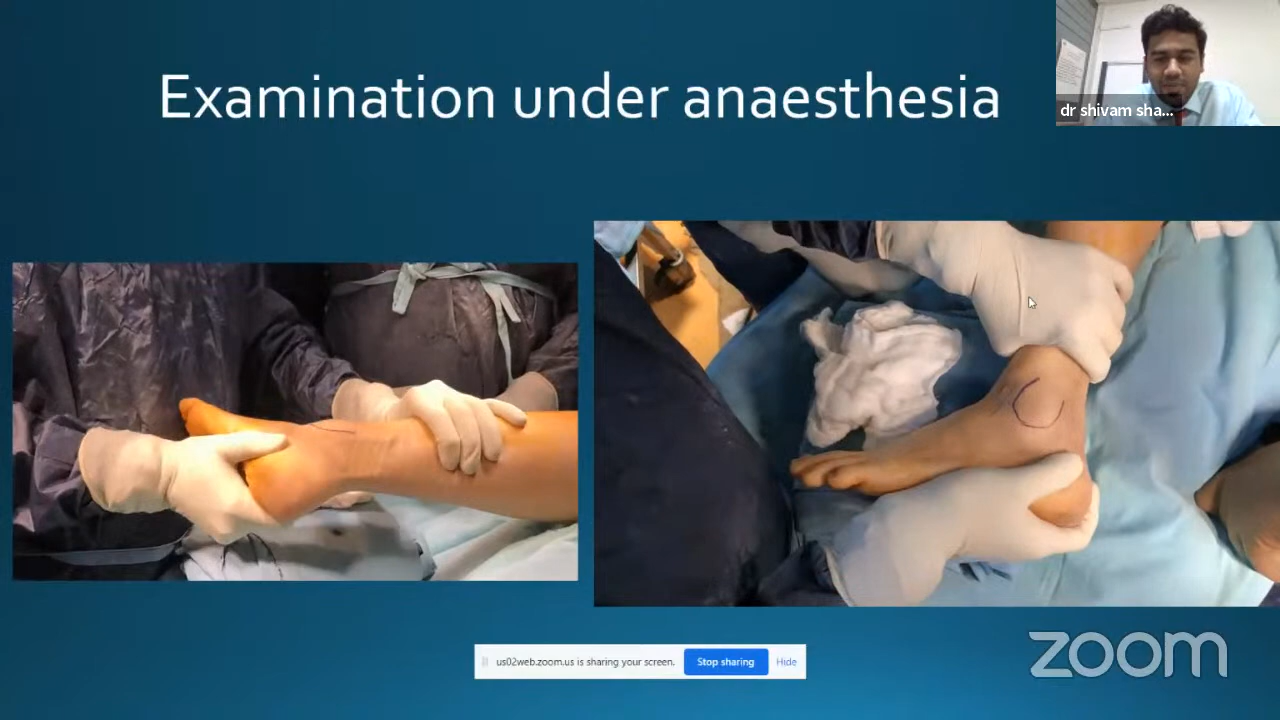 Examination under anaesthesia
dr shivam sha...
us02web.zoom.us is sharing your screen.
Stop sharing
Hide
zoom